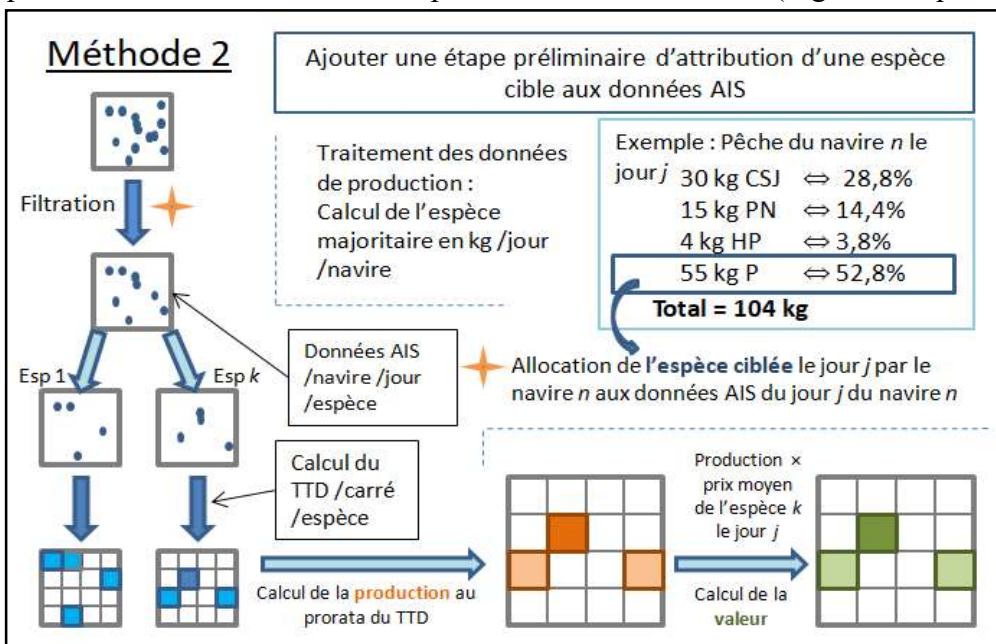 Méthode 2
Ajouter une étape préliminaire d'attribution d'une espèce
cible aux données AIS
Filtration
Traitement des données
de production :
Calcul de l'espèce
majoritaire en kg /jour
/navire
Exemple : Pêche du navire n le
jour j
30 kg CSJ ⇔ 28,8%
15 kg PN ⇔ 14,4%
4 kg HP ⇔ 3,8%
55 kg P ⇔ 52,8%
Total = 104 kg
Esp 1
Esp k
Données AIS
/navire /jour
/espèce
Allocation de l'espèce ciblée le jour j par le
navire n aux données AIS du jour j du navire n
Calcul du
TTD /carré
/espèce
Calcul de la production au
prorata du TTD
Production ×
prix moyen
de l'espèce k
le jour j
Calcul de la
valeur